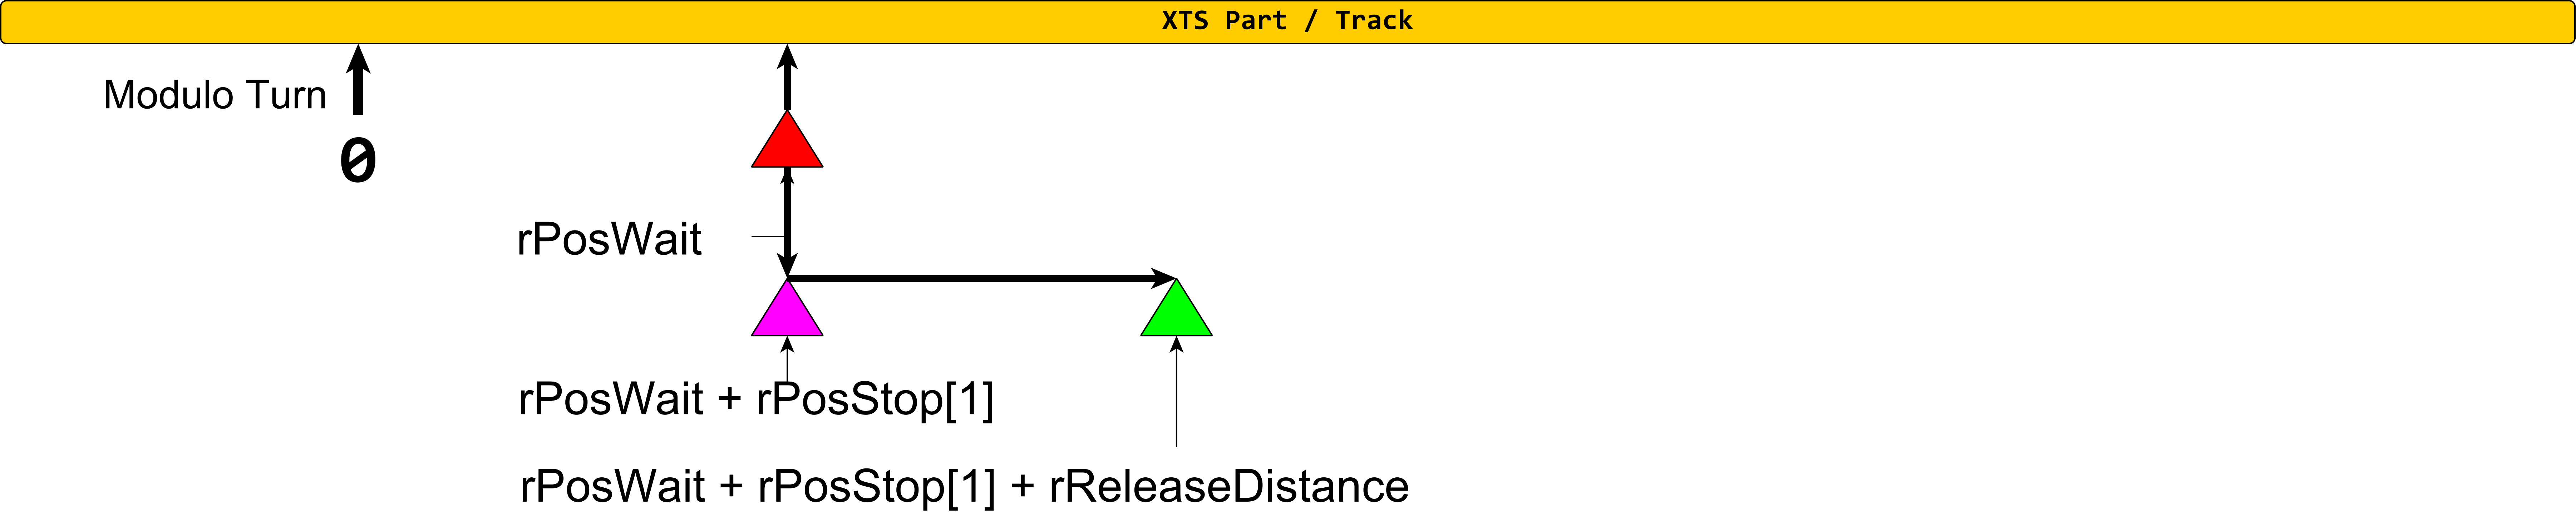 XTS Part / Track
Modulo Turn
0
rPosWait
rPosWait + rPosStop[1]
rPosWait + rPosStop[1] + rReleaseDistance